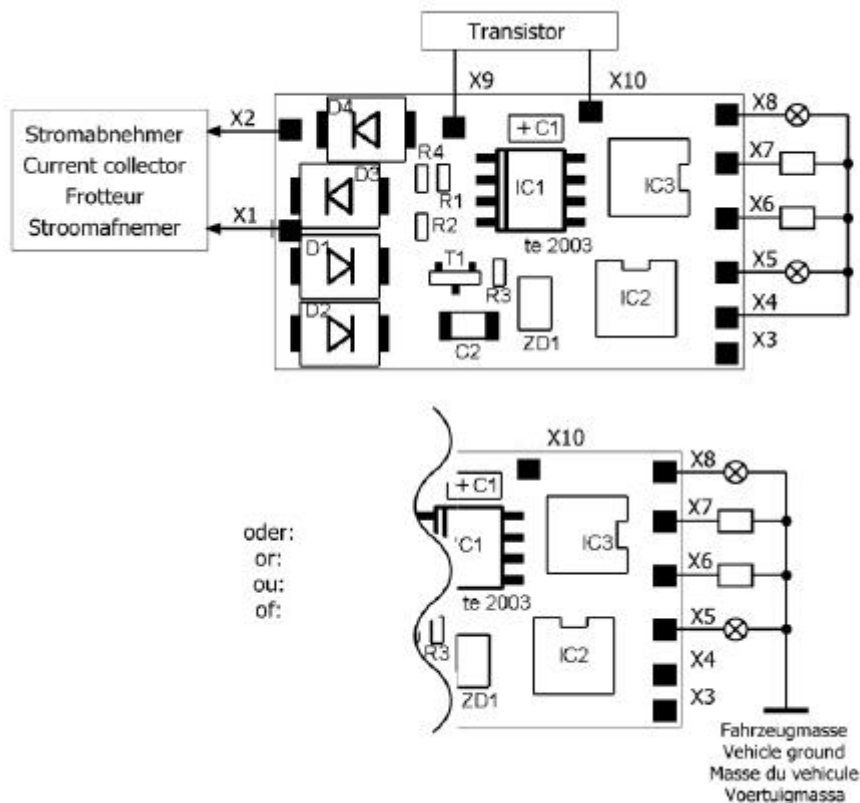 Transistor
X9
X10
X2
Stromabnehmer
Current collector
Frotteur
Stroomafnemer
X1
D4
D3
D1
D2
R4
R1
R2
+C1
IC1
te 2003
IC3
T1
R3
C2
ZD1
IC2
X8
X7
X6
X5
X4
X3
oder:
or:
ou:
of:
X10
+C1
C1
te 2003
IC3
R3
ZD1
IC2
X8
X7
X6
X5
X4
X3
Fahrzeugmasse
Vehicle ground
Masse du vehicule
Voertuigmassa